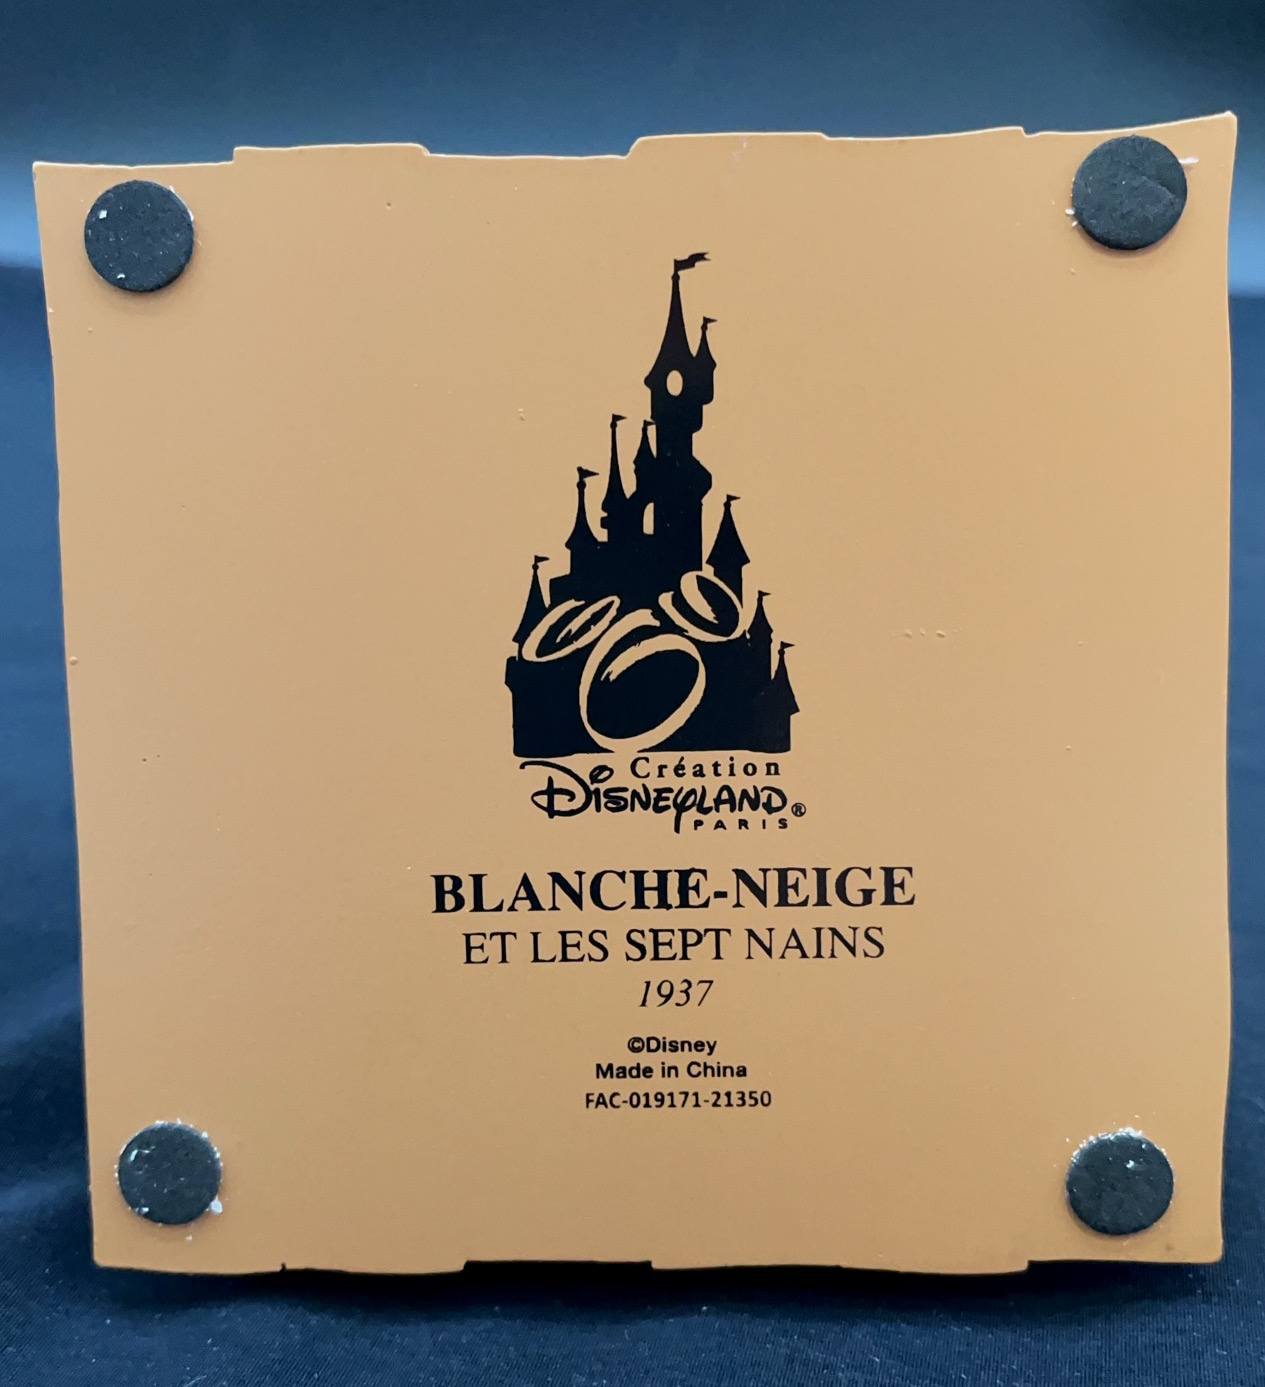 Création
DISNEYLAND®
PARIS
BLANCHE-NEIGE
ET LES SEPT NAINS
1937
©Disney
Made in China
FAC-019171-21350